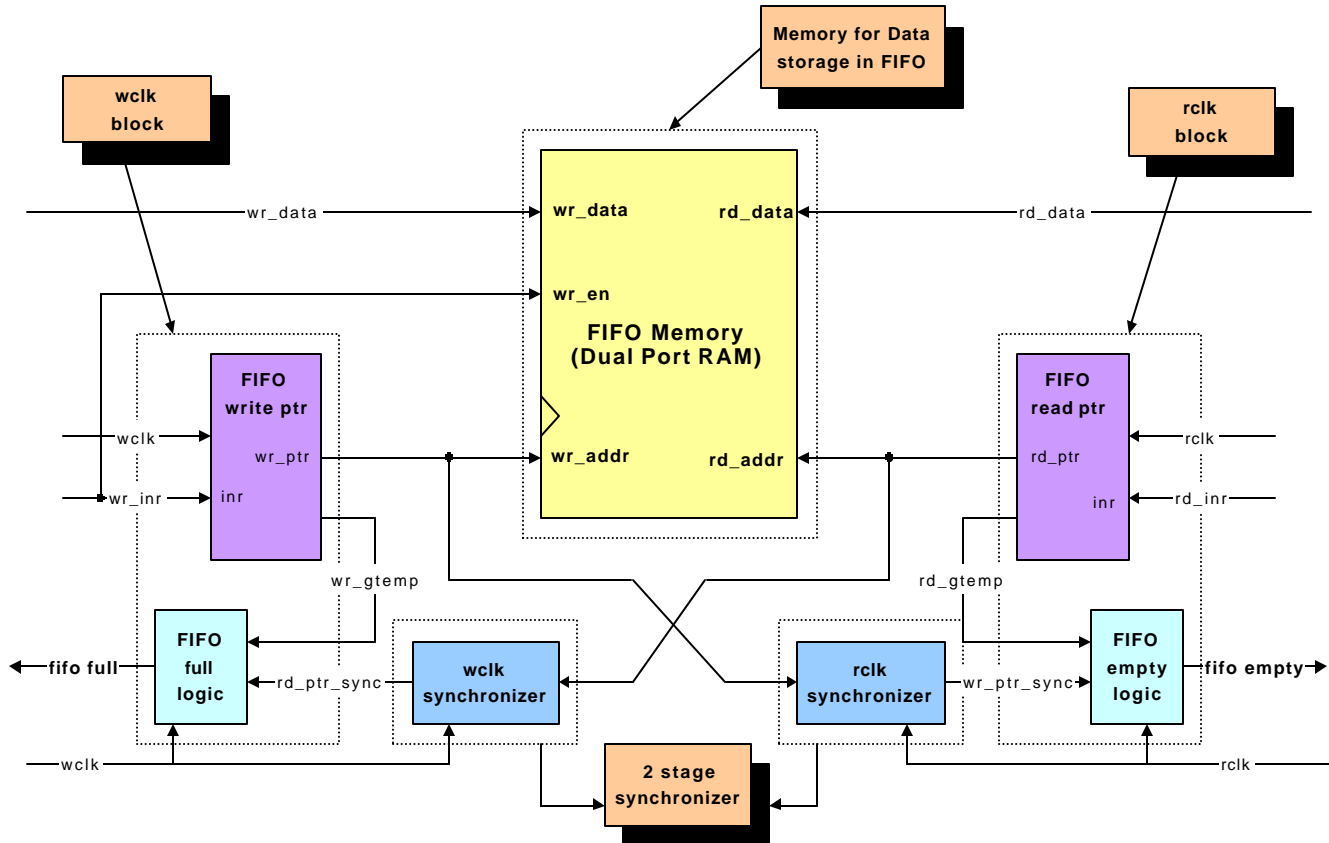 Memory for Data
storage in FIFO
wclk
block
rclk
block
wr_data
wr_data
rd_data
rd_data
wr_en
FIFO Memory
(Dual Port RAM)
FIFO
write ptr
FIFO
read ptr
wclk
rclk
wr_ptr
wr_addr
rd_addr
rd_ptr
wr_inr
inr
inr
rd_inr
wr_gtemp
rd_gtemp
FIFO
full
logic
fifo full
rd_ptr_sync
wclk
synchronizer
rclk
synchronizer
wr_ptr_sync
FIFO
empty
logic
fifo empty
wclk
rclk
2 stage
synchronizer